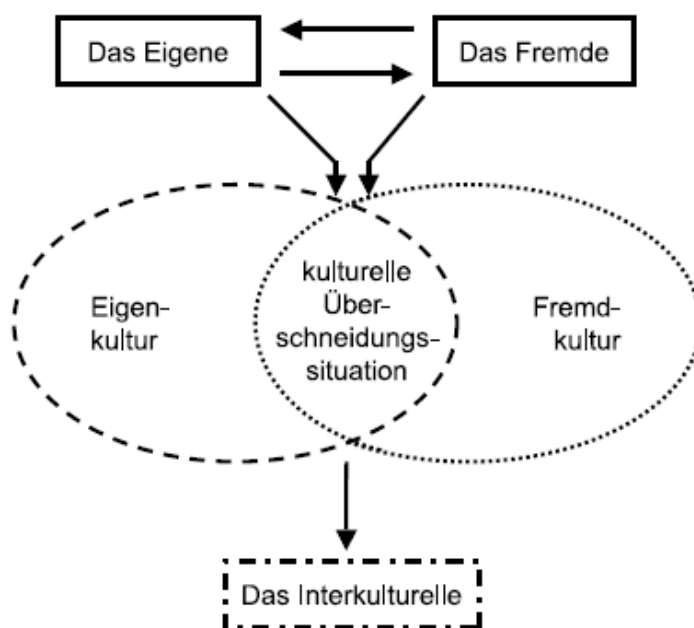 Das Eigene
Das Fremde
Eigen-
kultur
kulturelle
Über-
schneidungs-
situation
Fremd-
kultur
Das Interkulturelle